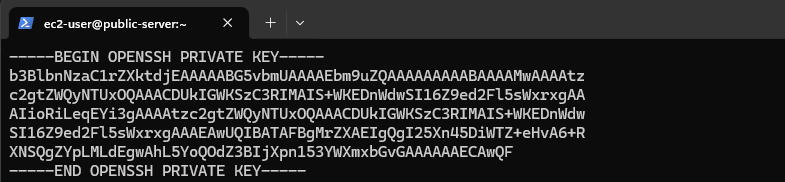 ec2-user@public-server:~
-----BEGIN OPENSSH PRIVATE KEY-----
b3BlbnNzaC1rZXktdjEAAAAABG5vbmUAAAAEbm9uZQAAAAAAAAABAAAAMwAAAAtz
c2gtZWQyNTUxOQAAACDUkIGWKSzC3RIMAIS+WKEDnWdwSI16Z9ed2Fl5sWxrxgAA
AIioRiLeqEYi3gAAAAtzc2gtZWQyNTUxOQAAACDUkIGWKSzC3RIMAIS+WKEDnWdw
SI16Z9ed2Fl5sWxrxgAAAEAwUQIBATAFBgMrZXAEIgQgI25Xn45DiWTZ+eHvA6+R
XNSQgZYpLMLdEgwAhL5YoQOdZ3BIjXpn153YWXmxbGvGAAAAAAECAwQF
-----END OPENSSH PRIVATE KEY-----